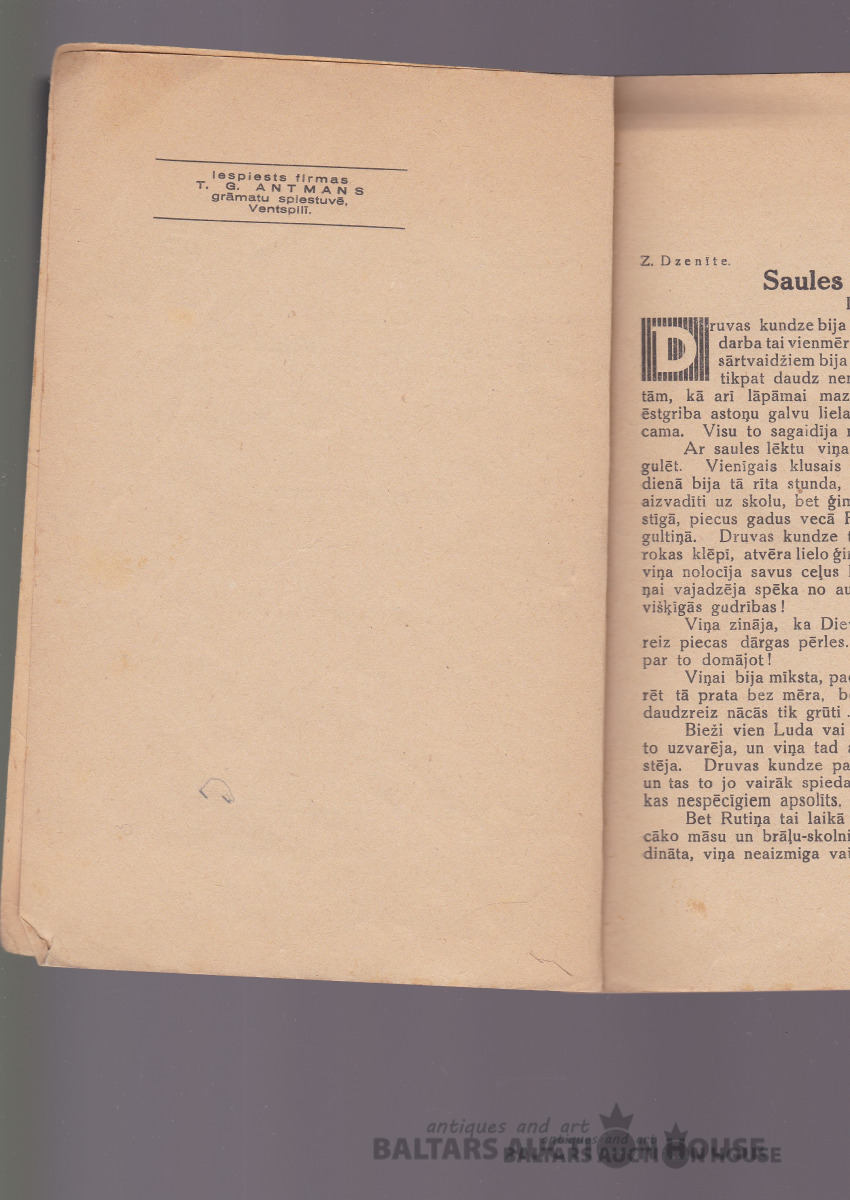 Iespiests firmas
T. G. ANTMANS
grāmatu spiestuvē,
Ventspilī.
Z. Dzenīte.
Saules
Druvas kundze bija
darba tai vienmēr
sārtvaidžiem bija
tikpat daudz
tām, kā arī lāpāmai
ēstgriba astoņu galvu
cama. Visu to sagaidīja
Ar saules lēktu viņa
gulēt. Vienīgais klusais
dienā bija tā rīta stunda,
aizvadīti uz skolu, bet
stīgā, piecus gadus vecā
gultiņā. Druvas kundze
rokas klēpī, atvēra lielo
viņa nolocīja savus ceļus
ņai vajadzēja spēka no
višķīgās gudrības!
Viņa zināja, ka
reiz piecas dārgas pērles.
par to domājot!
Viņai bija mīksta,
rēt tā prata bez mēra,
daudzreiz nācās tik grūti
Bieži vien Luda vai
to uzvarēja, un viņa tad
stēja. Druvas kundze
un tas to jo vairāk
kas nespēcīgiem apsolīts,
Bet Rutiņa tai laikā
cāko māsu un
dināta, viņa neaizmiga
antiques and art
BALTARS AUCTION HOUSE
antiques and art
BALTARS AUCTION HOUSE